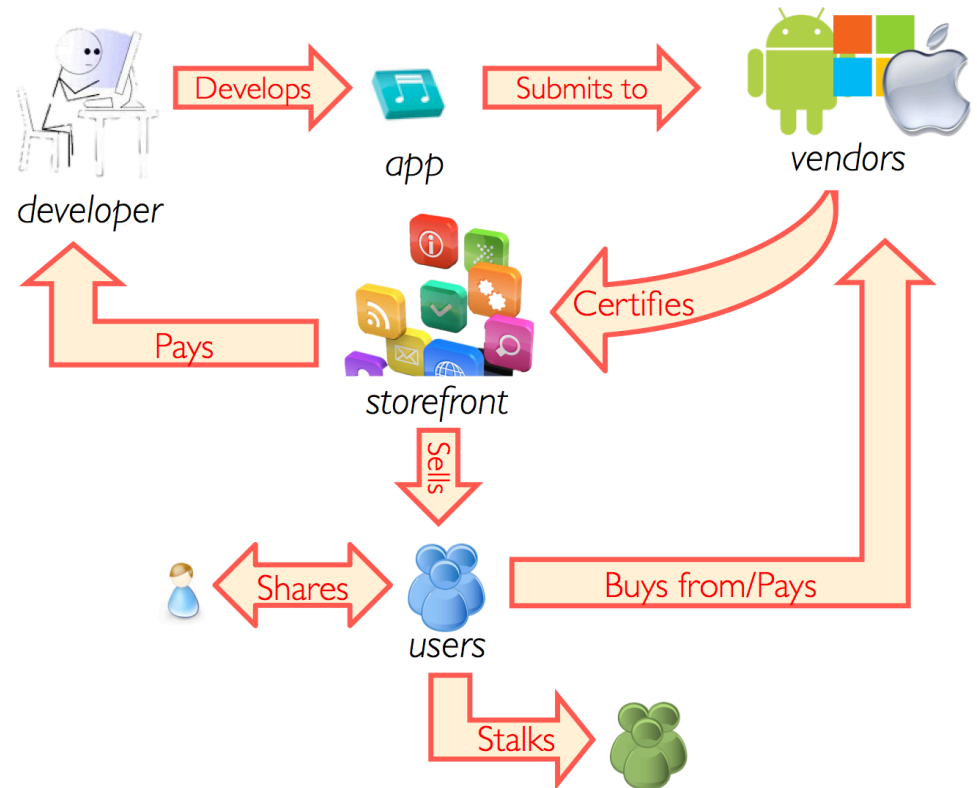 Develops
Submits to
app
vendors
developer
Certifies
Pays
storefront
Sells
Shares
Buys from/Pays
users
Stalks